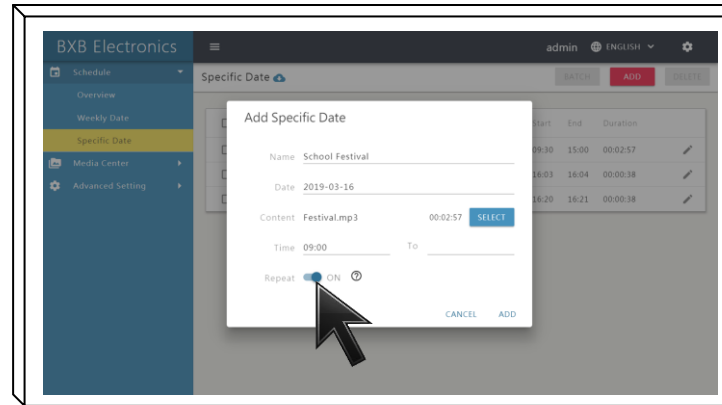 BXB Electronics
admin ENGLISH
Schedule
Specific Date
BATCH ADD DELETE
Overview
Weekly Date
Specific Date
Media Center
Advanced Setting
Start End Duration
09:30 15:00 00:02:57
16:03 16:04 00:00:38
16:20 16:21 00:00:38
Add Specific Date
Name School Festival
Date 2019-03-16
Content Festival.mp3 00:02:57 SELECT
Time 09:00 To
Repeat ON
CANCEL ADD